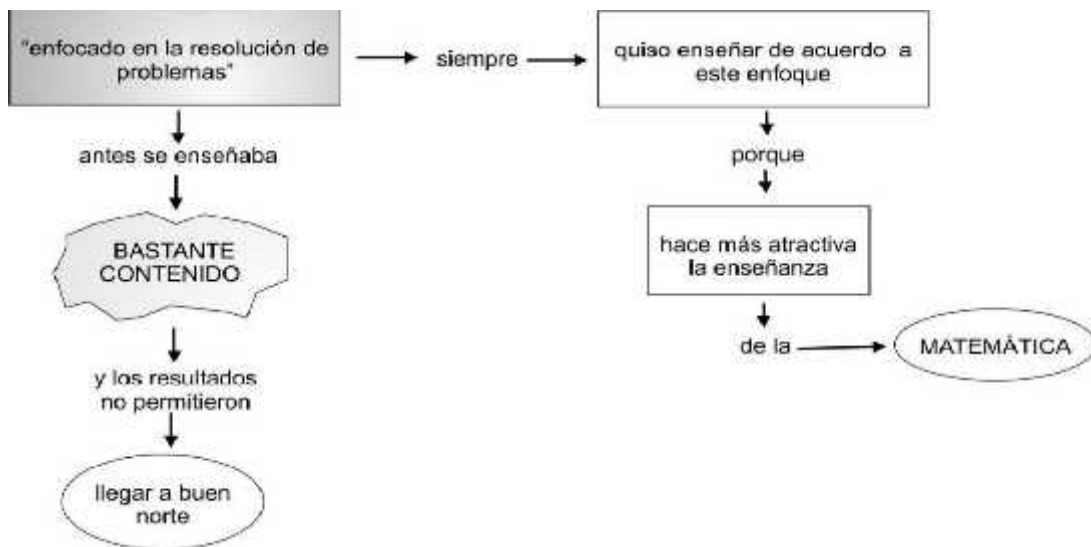 "enfocado en la resolución de
problemas"
siempre
quiso enseñar de acuerdo a
este enfoque
antes se enseñaba
porque
BASTANTE
CONTENIDO
hace más atractiva
la enseñanza
de la
MATEMÁTICA
y los resultados
no permitieron
llegar a buen
norte